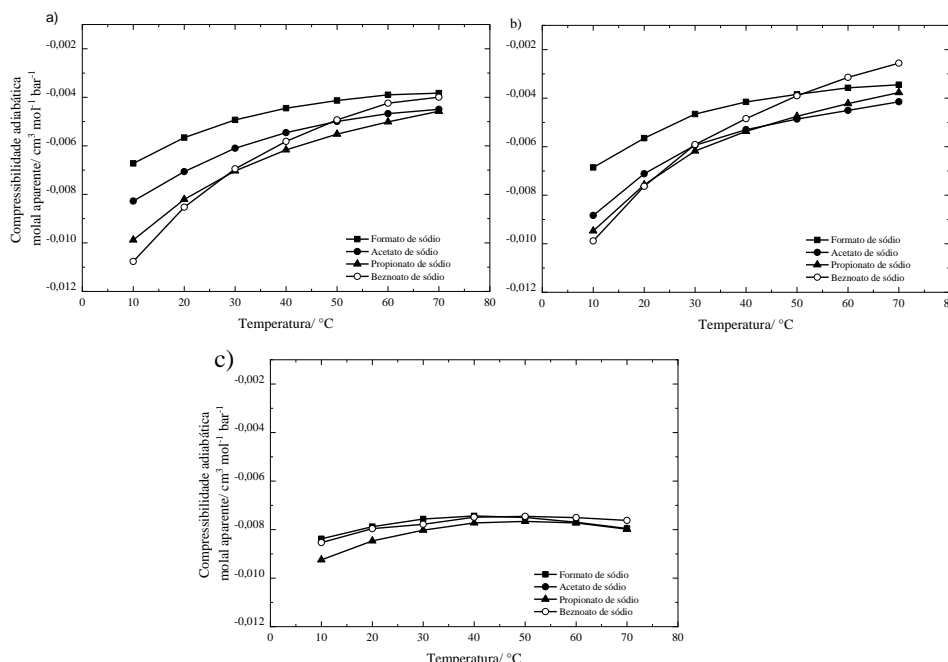 a)
-0,002
-0,004
-0,006
-0,008
-0,010
-0,012
0 10 20 30 40 50 60 70 80
Compressibilidade adiabática
molal aparente/ cm³ mol⁻¹ bar⁻¹
Temperatura/ °C
Formato de sódio
Acetato de sódio
Propionato de sódio
Beznoato de sódio
b)
-0,002
-0,004
-0,006
-0,008
-0,010
-0,012
0 10 20 30 40 50 60 70 80
Temperatura/ °C
Formato de sódio
Acetato de sódio
Propionato de sódio
Beznoato de sódio
c)
-0,002
-0,004
-0,006
-0,008
-0,010
-0,012
0 10 20 30 40 50 60 70 80
Compressibilidade adiabática
molal aparente/ cm³ mol⁻¹ bar⁻¹
Temperatura/ °C
Formato de sódio
Acetato de sódio
Propionato de sódio
Beznoato de sódio